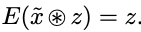 E(x̃ ⊛ z) = z.